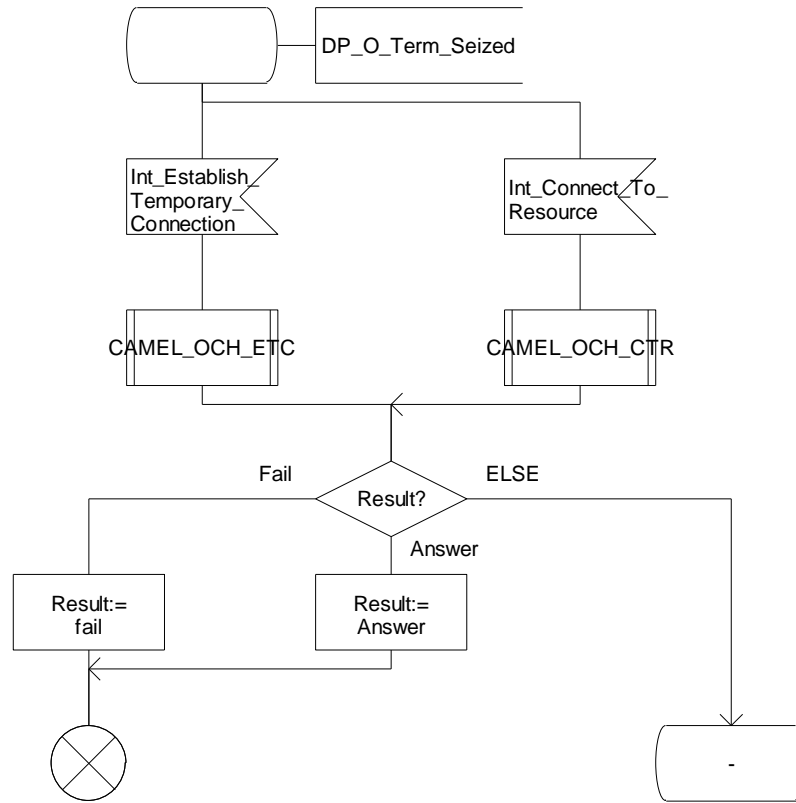 DP_O_Term_Seized
Int_Establish_
Temporary_
Connection
Int_Connect_To_
Resource
CAMEL_OCH_ETC
CAMEL_OCH_CTR
Fail
ELSE
Result?
Answer
Result:=
fail
Result:=
Answer
-